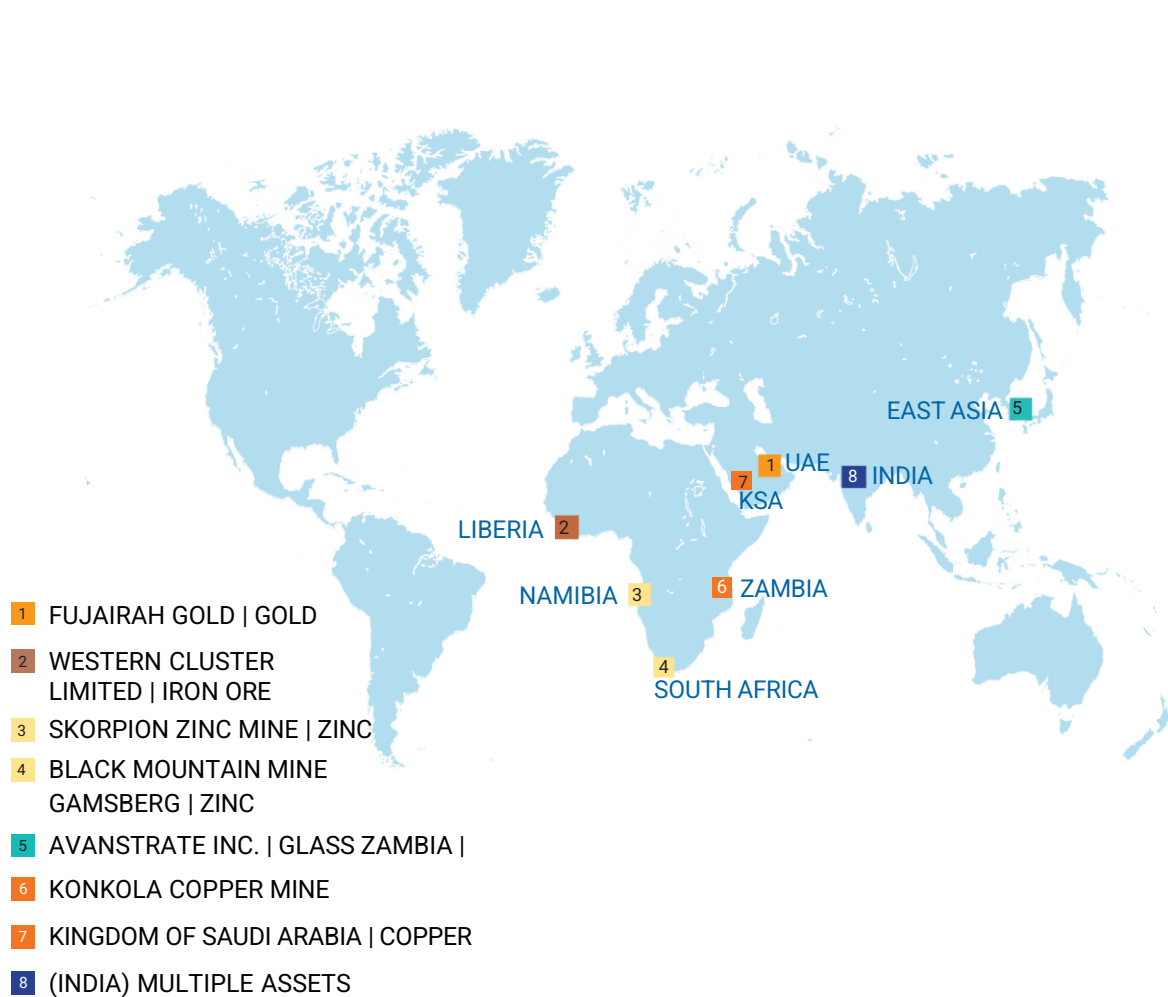 EAST ASIA 5
1 UAE
8 INDIA
7
KSA
LIBERIA 2
NAMIBIA 3
6 ZAMBIA
4
SOUTH AFRICA
1 FUJAIRAH GOLD | GOLD
2 WESTERN CLUSTER
LIMITED | IRON ORE
3 SKORPION ZINC MINE | ZINC
4 BLACK MOUNTAIN MINE
GAMSBERG | ZINC
5 AVANSTRATE INC. | GLASS ZAMBIA |
6 KONKOLA COPPER MINE
7 KINGDOM OF SAUDI ARABIA | COPPER
8 (INDIA) MULTIPLE ASSETS